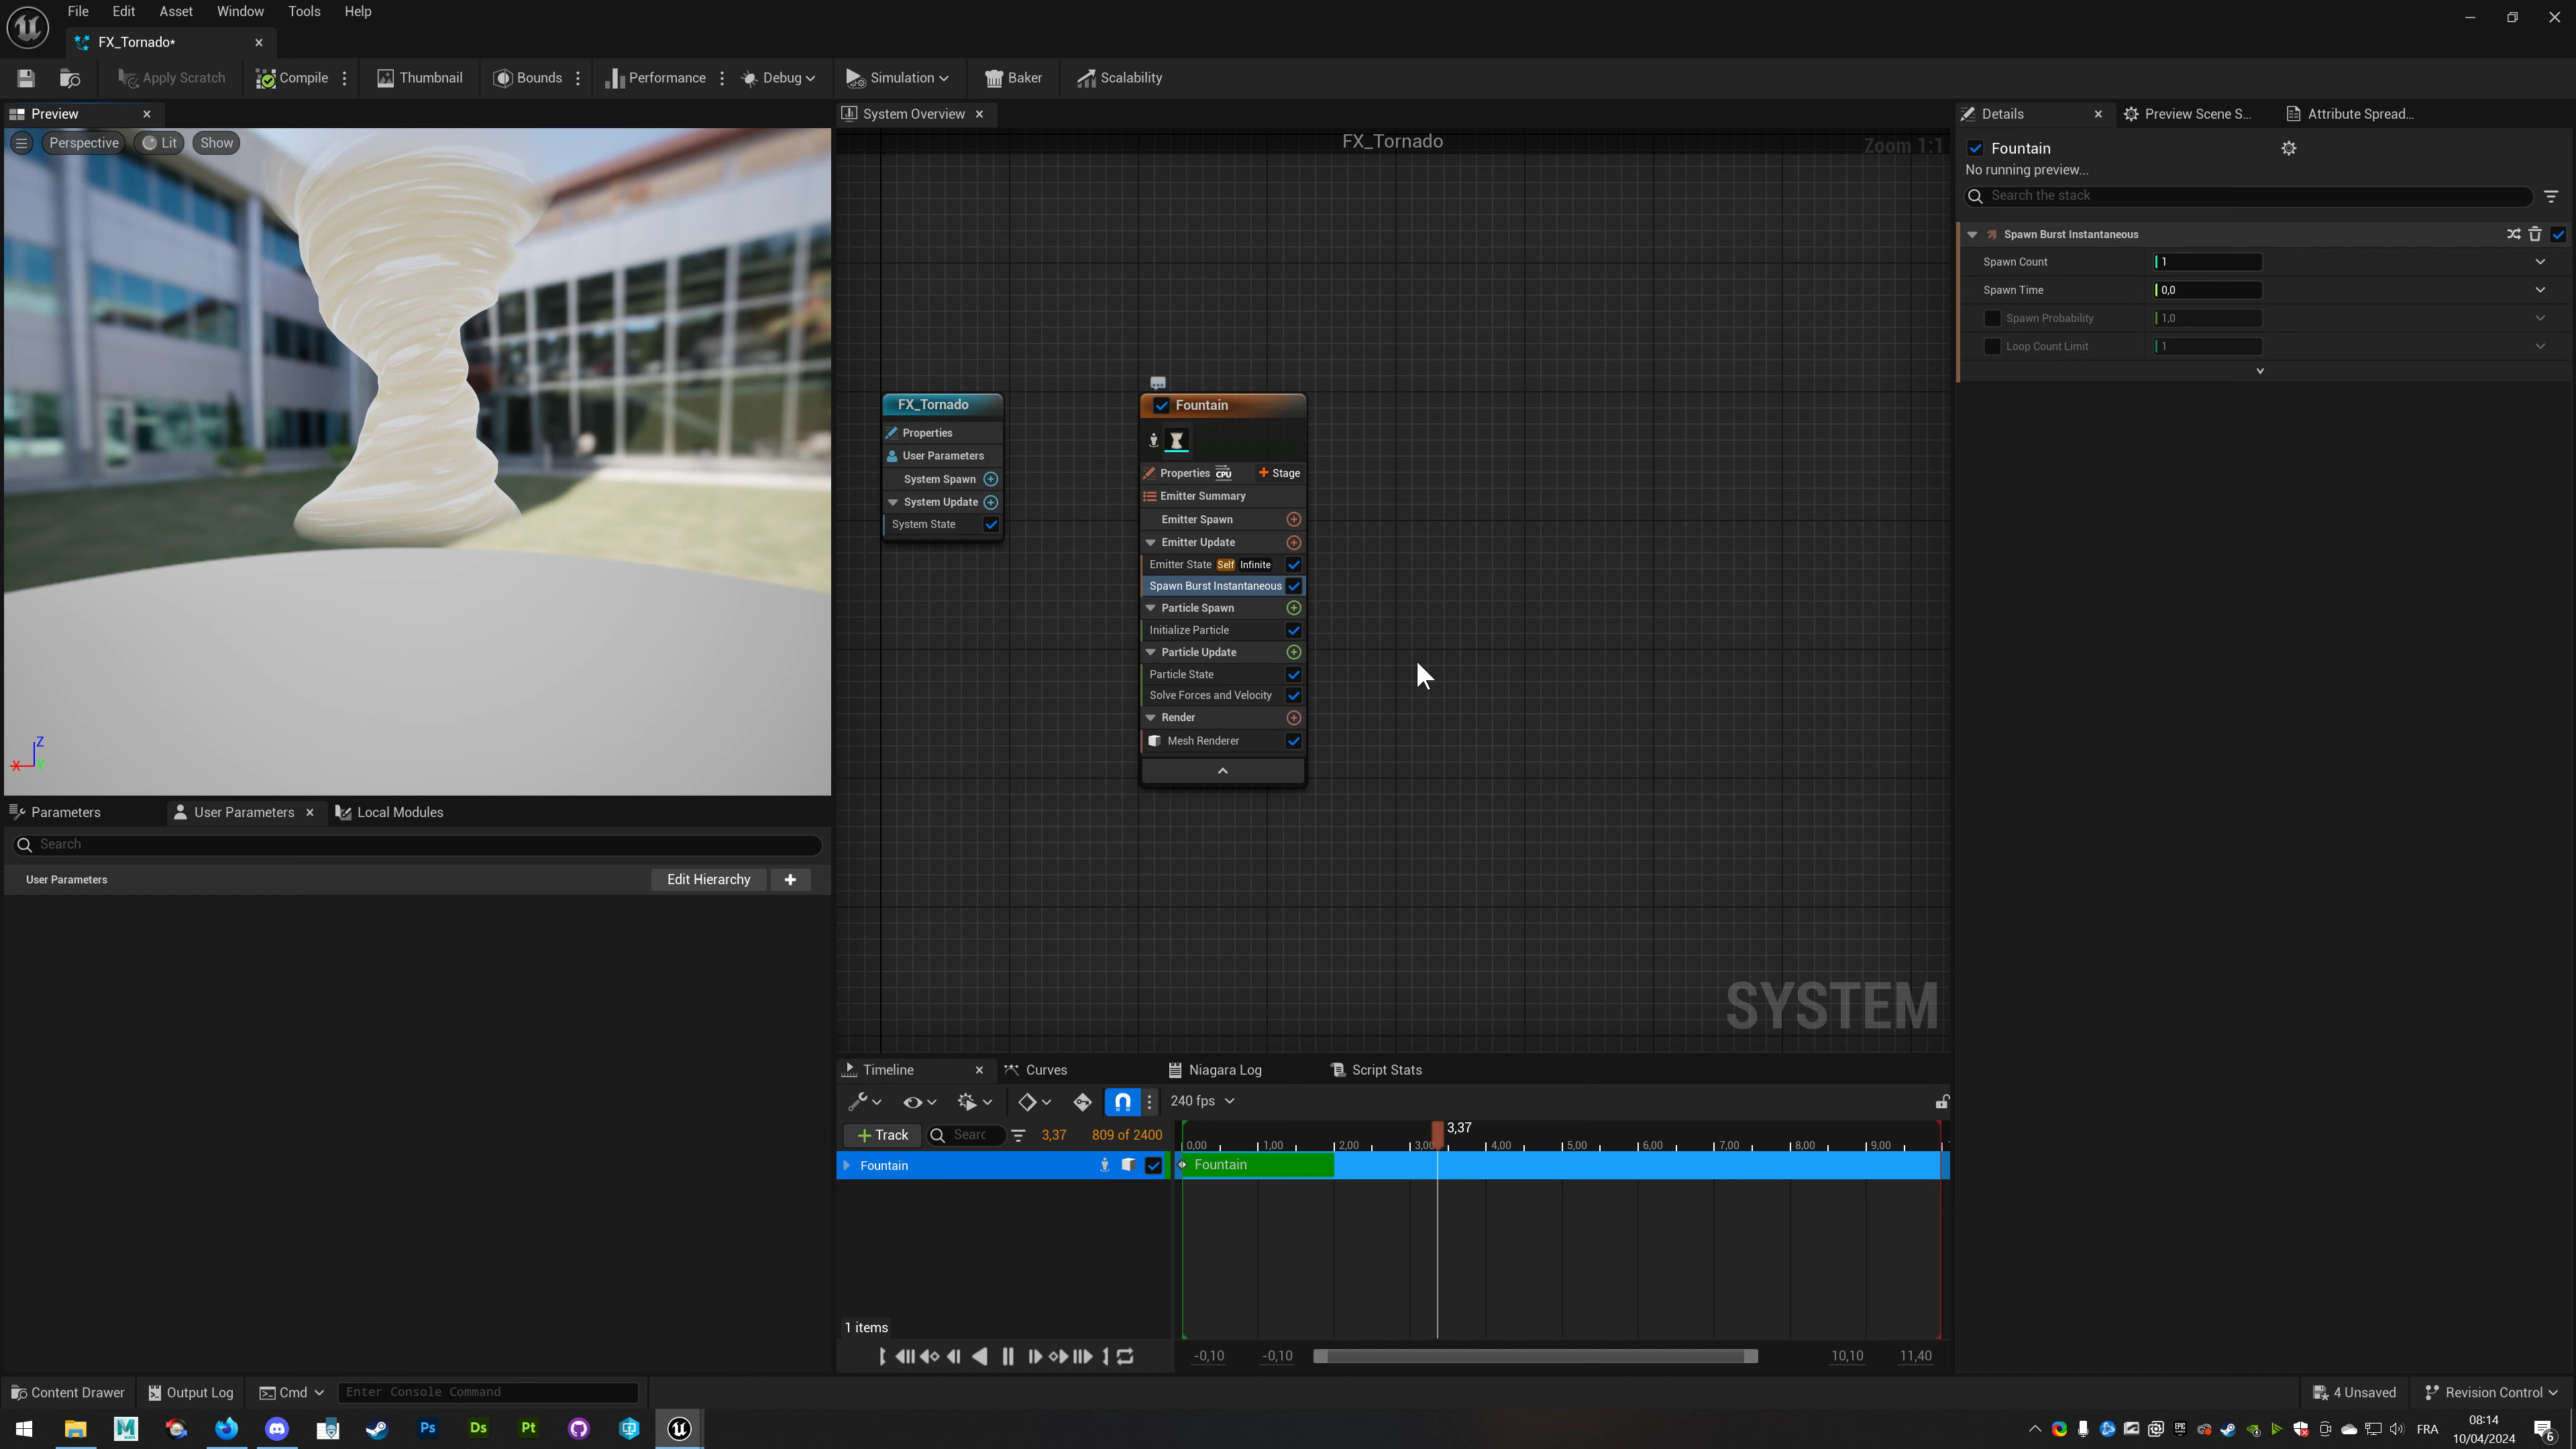 File Edit Asset Window Tools Help
FX_Tornado*
Apply Scratch Compile Thumbnail Bounds Performance Debug Simulation Baker Scalability
Preview
Perspective Lit Show
Z
X Y
Parameters User Parameters Local Modules
Search
User Parameters Edit Hierarchy
System Overview
FX_Tornado
Zoom 1:1
FX_Tornado
Properties
User Parameters
System Spawn
System Update
System State
Fountain
Properties CPU Stage
Emitter Summary
Emitter Spawn
Emitter Update
Emitter State Self Infinite
Spawn Burst Instantaneous
Particle Spawn
Initialize Particle
Particle Update
Particle State
Solve Forces and Velocity
Render
Mesh Renderer
SYSTEM
Timeline Curves Niagara Log Script Stats
240 fps
Track Searc 3,37 809 of 2400
3,37
0,00 1,00 2,00 3,00 4,00 5,00 6,00 7,00 8,00 9,00
Fountain Fountain
1 items
-0,10 -0,10 10,10 11,40
Details Preview Scene S... Attribute Spread...
Fountain
No running preview...
Search the stack
Spawn Burst Instantaneous
Spawn Count 1
Spawn Time 0,0
Spawn Probability 1,0
Loop Count Limit 1
Content Drawer Output Log Cmd Enter Console Command 4 Unsaved Revision Control
Ps Ds Pt FRA 08:14
10/04/2024 6